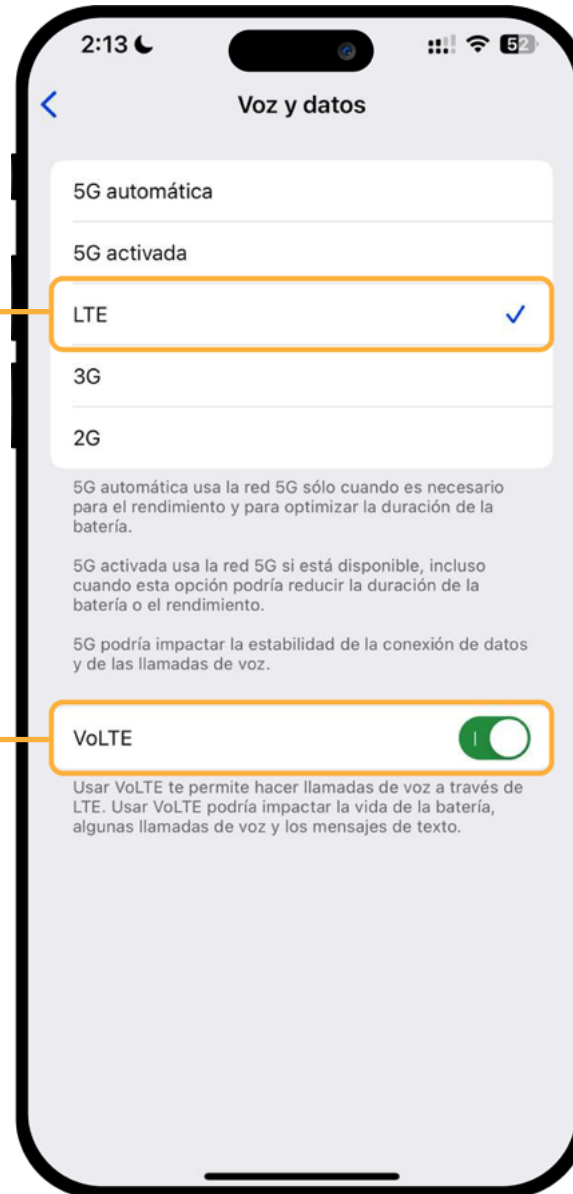 2:13
52
Voz y datos
5G automática
5G activada
LTE
3G
2G
5G automática usa la red 5G sólo cuando es necesario
para el rendimiento y para optimizar la duración de la
batería.
5G activada usa la red 5G si está disponible, incluso
cuando esta opción podría reducir la duración de la
batería o el rendimiento.
5G podría impactar la estabilidad de la conexión de datos
y de las llamadas de voz.
VoLTE
Usar VoLTE te permite hacer llamadas de voz a través de
LTE. Usar VoLTE podría impactar la vida de la batería,
algunas llamadas de voz y los mensajes de texto.